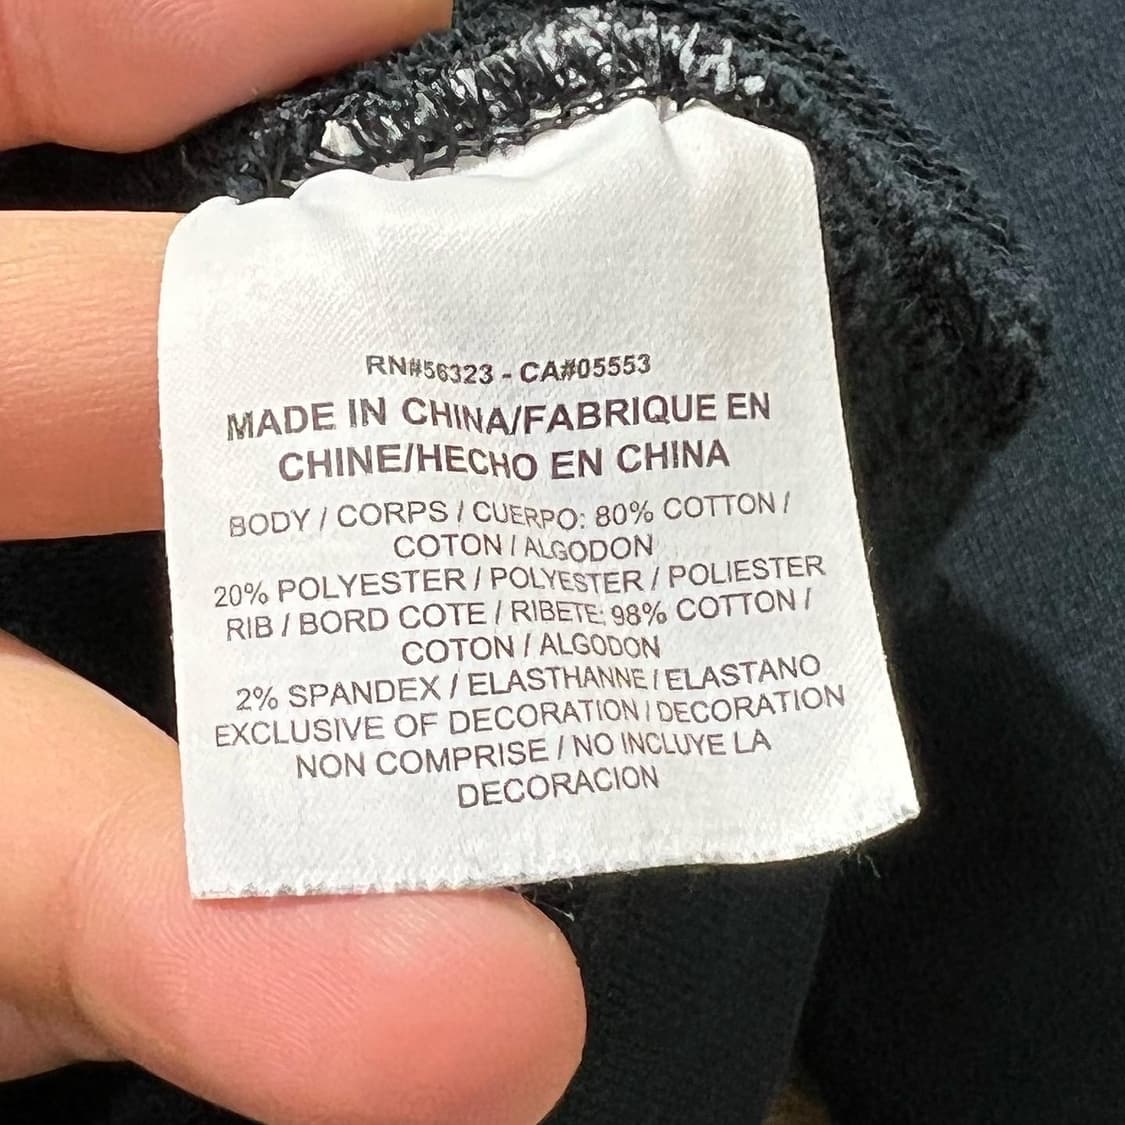 RN#56323 - CA#05553
MADE IN CHINA/FABRIQUE EN
CHINE/HECHO EN CHINA
BODY / CORPS / CUERPO: 80% COTTON /
COTON / ALGODON
20% POLYESTER / POLYESTER / POLIESTER
RIB / BORD COTE / RIBETE: 98% COTTON /
COTON / ALGODON
2% SPANDEX / ELASTHANNE / ELASTANO
EXCLUSIVE OF DECORATION / DECORATION
NON COMPRISE / NO INCLUYE LA
DECORACION